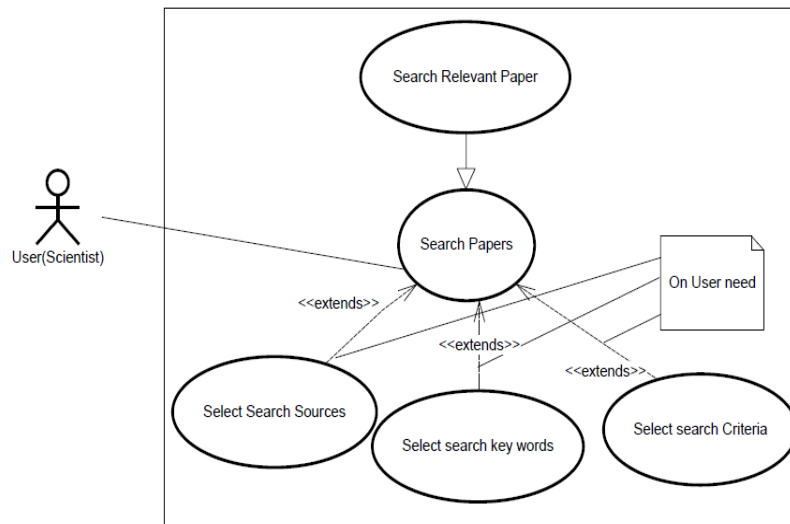 Search Relevant Paper
Search Papers
User(Scientist)
On User need
<<extends>>
<<extends>>
<<extends>>
Select Search Sources
Select search key words
Select search Criteria